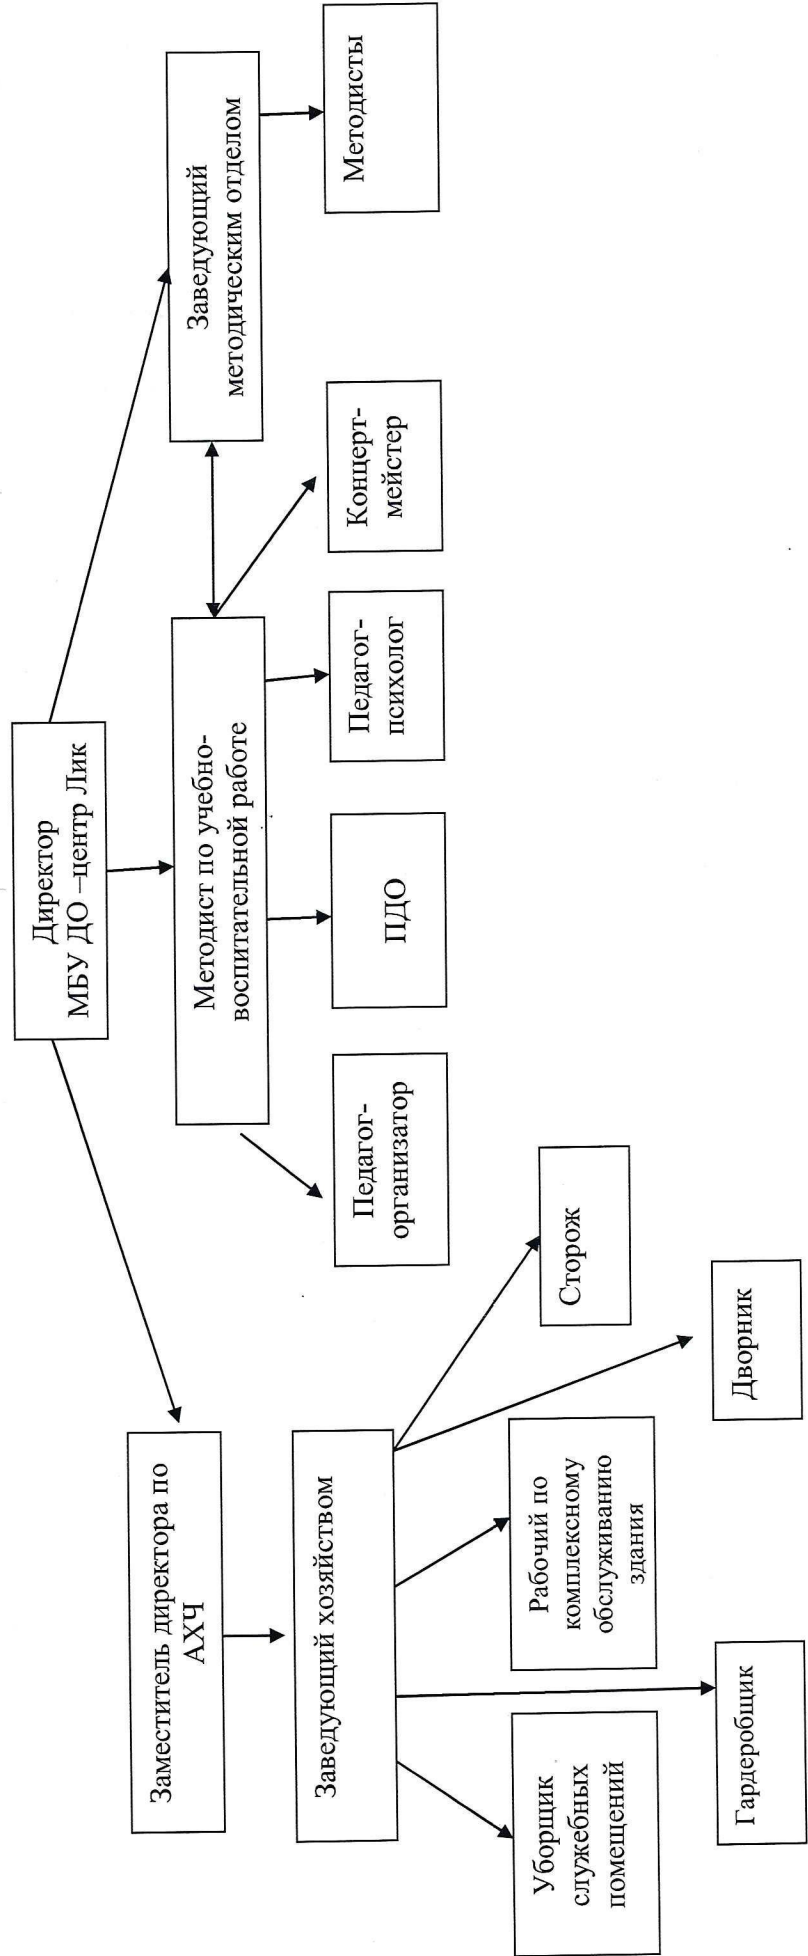 Директор
МБУ ДО –центр Лик
Заместитель директора по
АХЧ
Методист по учебно-
воспитательной работе
Заведующий
методическим отделом
Заведующий хозяйством
Педагог-
организатор
ПДО
Педагог-
психолог
Концерт-
мейстер
Методисты
Уборщик
служебных
помещений
Рабочий по
комплексному
обслуживанию
здания
Сторож
Гардеробщик
Дворник